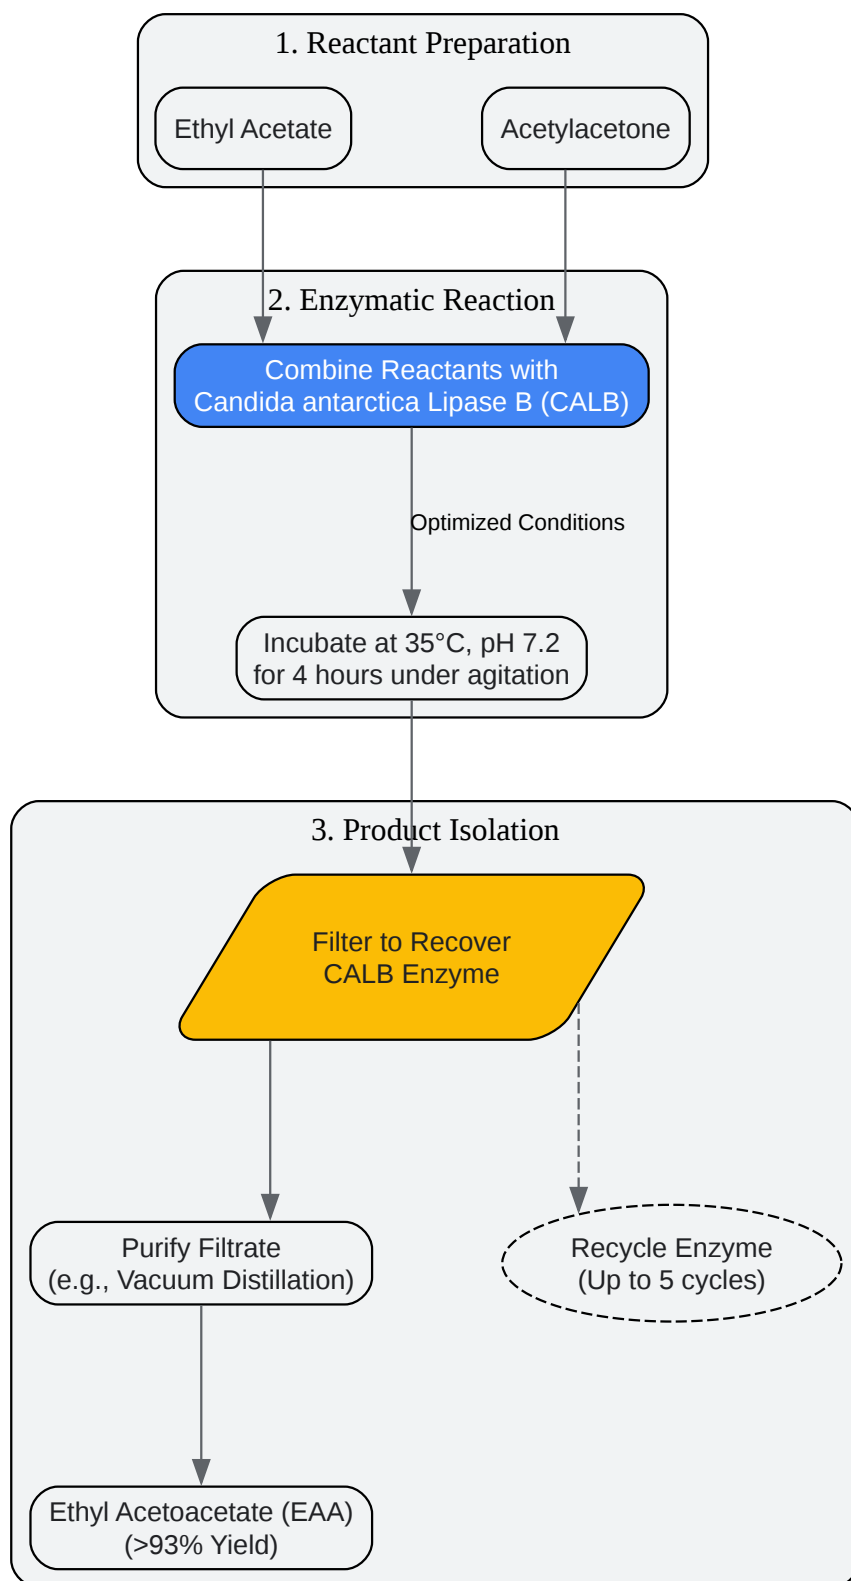 1. Reactant Preparation
Ethyl Acetate
Acetylacetone
2. Enzymatic Reaction
Combine Reactants with
Candida antarctica Lipase B (CALB)
Optimized Conditions
Incubate at 35°C, pH 7.2
for 4 hours under agitation
3. Product Isolation
Filter to Recover
CALB Enzyme
Purify Filtrate
(e.g., Vacuum Distillation)
Recycle Enzyme
(Up to 5 cycles)
Ethyl Acetoacetate (EAA)
(>93% Yield)